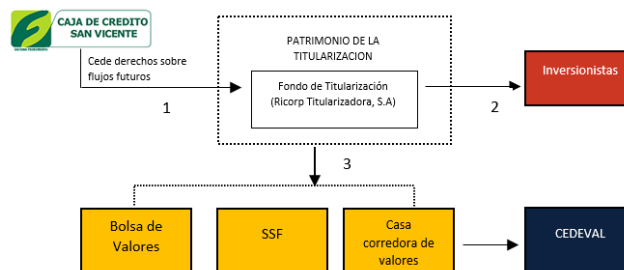 CAJA DE CREDITO
SAN VICENTE
Cede derechos sobre
flujos futuros
1
PATRIMONIO DE LA
TITULARIZACION
Fondo de Titularización
(Ricorp Titularizadora, S.A)
2
Inversionistas
3
Bolsa de
Valores
SSF
Casa
corredora de
valores
CEDEVAL